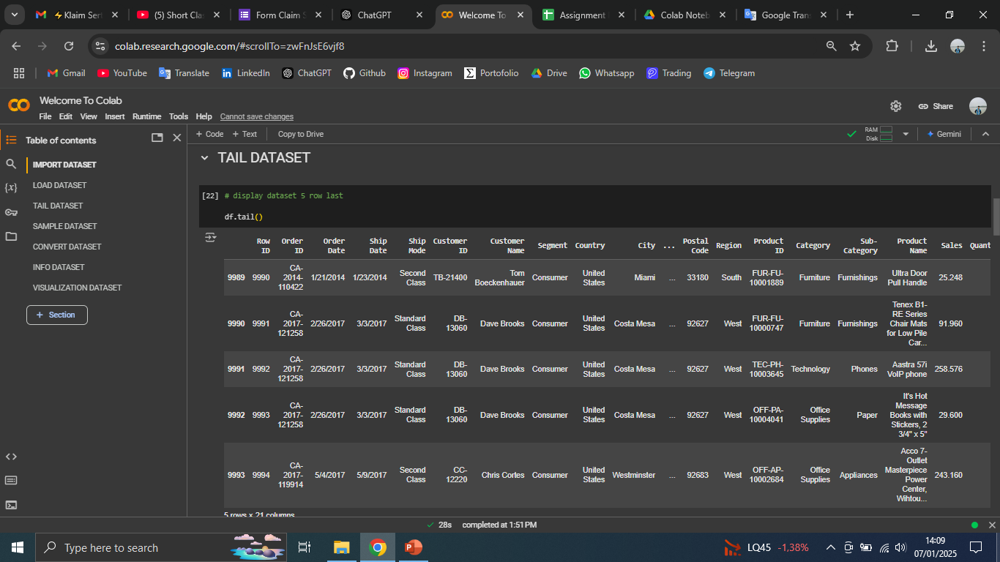 ⚡Klaim Sert
(5) Short Cla
Form Claim S
ChatGPT
Welcome To
Assignment
Colab Noteb
Google Trans
colab.research.google.com/#scrollTo=zwFnJsE6vjf8
Gmail YouTube Translate LinkedIn ChatGPT Github Instagram Portofolio Drive Whatsapp Trading Telegram
Welcome To Colab
File Edit View Insert Runtime Tools Help Cannot save changes
Share
Table of contents
IMPORT DATASET
LOAD DATASET
TAIL DATASET
SAMPLE DATASET
CONVERT DATASET
INFO DATASET
VISUALIZATION DATASET
+ Section
+ Code + Text Copy to Drive
RAM
Disk
Gemini
TAIL DATASET
[22] # display dataset 5 row last
df.tail()
Row ID Order ID Order Date Ship Date Ship Mode Customer ID Customer Name Segment Country City ... Postal Code Region Product ID Category Sub-Category Product Name Sales Quant
9989 9990 CA-2014-110422 1/21/2014 1/23/2014 Second Class TB-21400 Tom Boeckenhauer Consumer United States Miami ... 33180 South FUR-FU-10001889 Furniture Furnishings Ultra Door Pull Handle 25.248
9990 9991 CA-2017-121258 2/26/2017 3/3/2017 Standard Class DB-13060 Dave Brooks Consumer United States Costa Mesa ... 92627 West FUR-FU-10000747 Furniture Furnishings Tenex B1-RE Series Chair Mats for Low Pile Car... 91.960
9991 9992 CA-2017-121258 2/26/2017 3/3/2017 Standard Class DB-13060 Dave Brooks Consumer United States Costa Mesa ... 92627 West TEC-PH-10003645 Technology Phones Aastra 57i VoIP phone 258.576
9992 9993 CA-2017-121258 2/26/2017 3/3/2017 Standard Class DB-13060 Dave Brooks Consumer United States Costa Mesa ... 92627 West OFF-PA-10004041 Office Supplies Paper It's Hot Message Books with Stickers, 2 3/4" x 5" 29.600
9993 9994 CA-2017-119914 5/4/2017 5/9/2017 Second Class CC-12220 Chris Cortes Consumer United States Westminster ... 92683 West OFF-AP-10002684 Office Supplies Appliances Acco 7-Outlet Masterpiece Power Center, Wihtou... 243.160
5 rows × 21 columns
28s completed at 1:51 PM
Type here to search
LQ45 -1,38%
14:09
07/01/2025